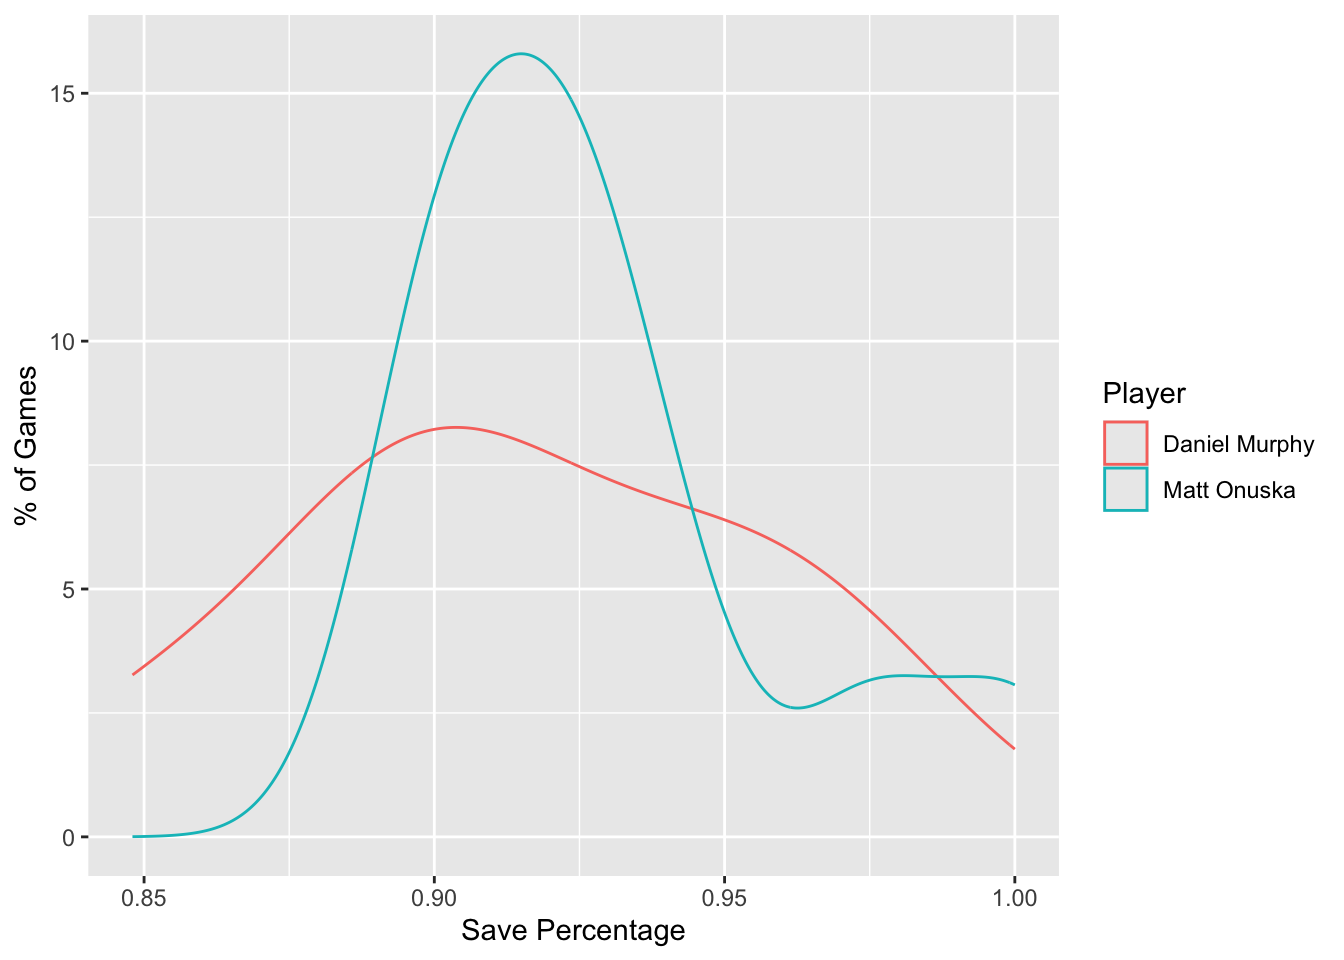 15
10
5
0
% of Games
0.85 0.90 0.95 1.00
Save Percentage
Player
Daniel Murphy
Matt Onuska